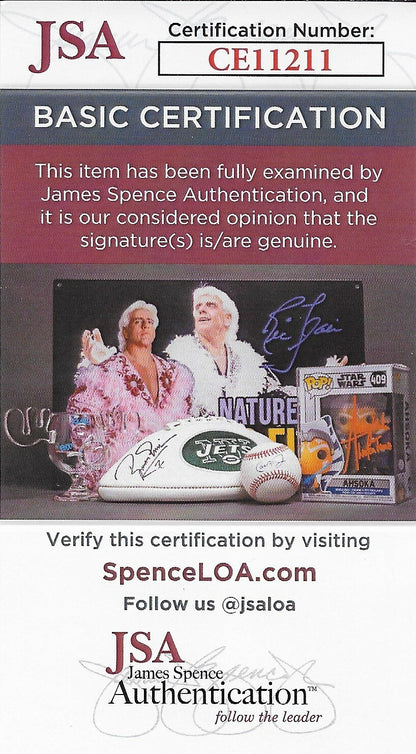 JSA
Certification Number:
CE11211
BASIC CERTIFICATION
This item has been fully examined by
James Spence Authentication, and
it is our considered opinion that the
signature(s) is/are genuine.
NATURE
JETS
POP!
STAR WARS
409
AHSOKA
Verify this certification by visiting
SpenceLOA.com
Follow us @jsaloa
JSA
James Spence
Authentication™
follow the leader